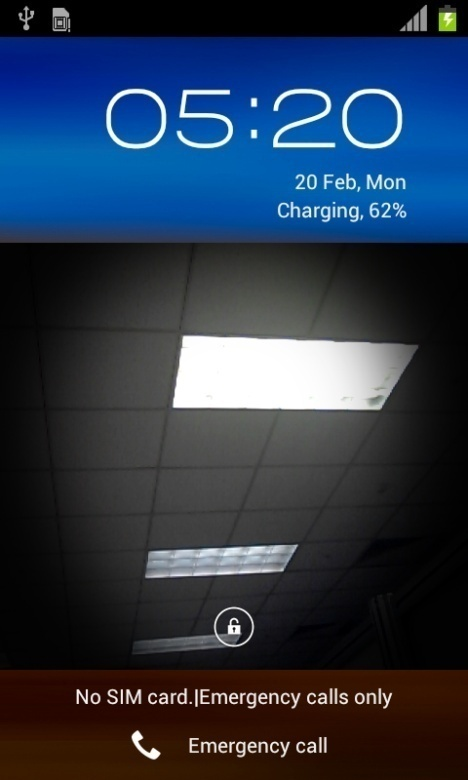 05:20
20 Feb, Mon
Charging, 62%
No SIM card.|Emergency calls only
Emergency call